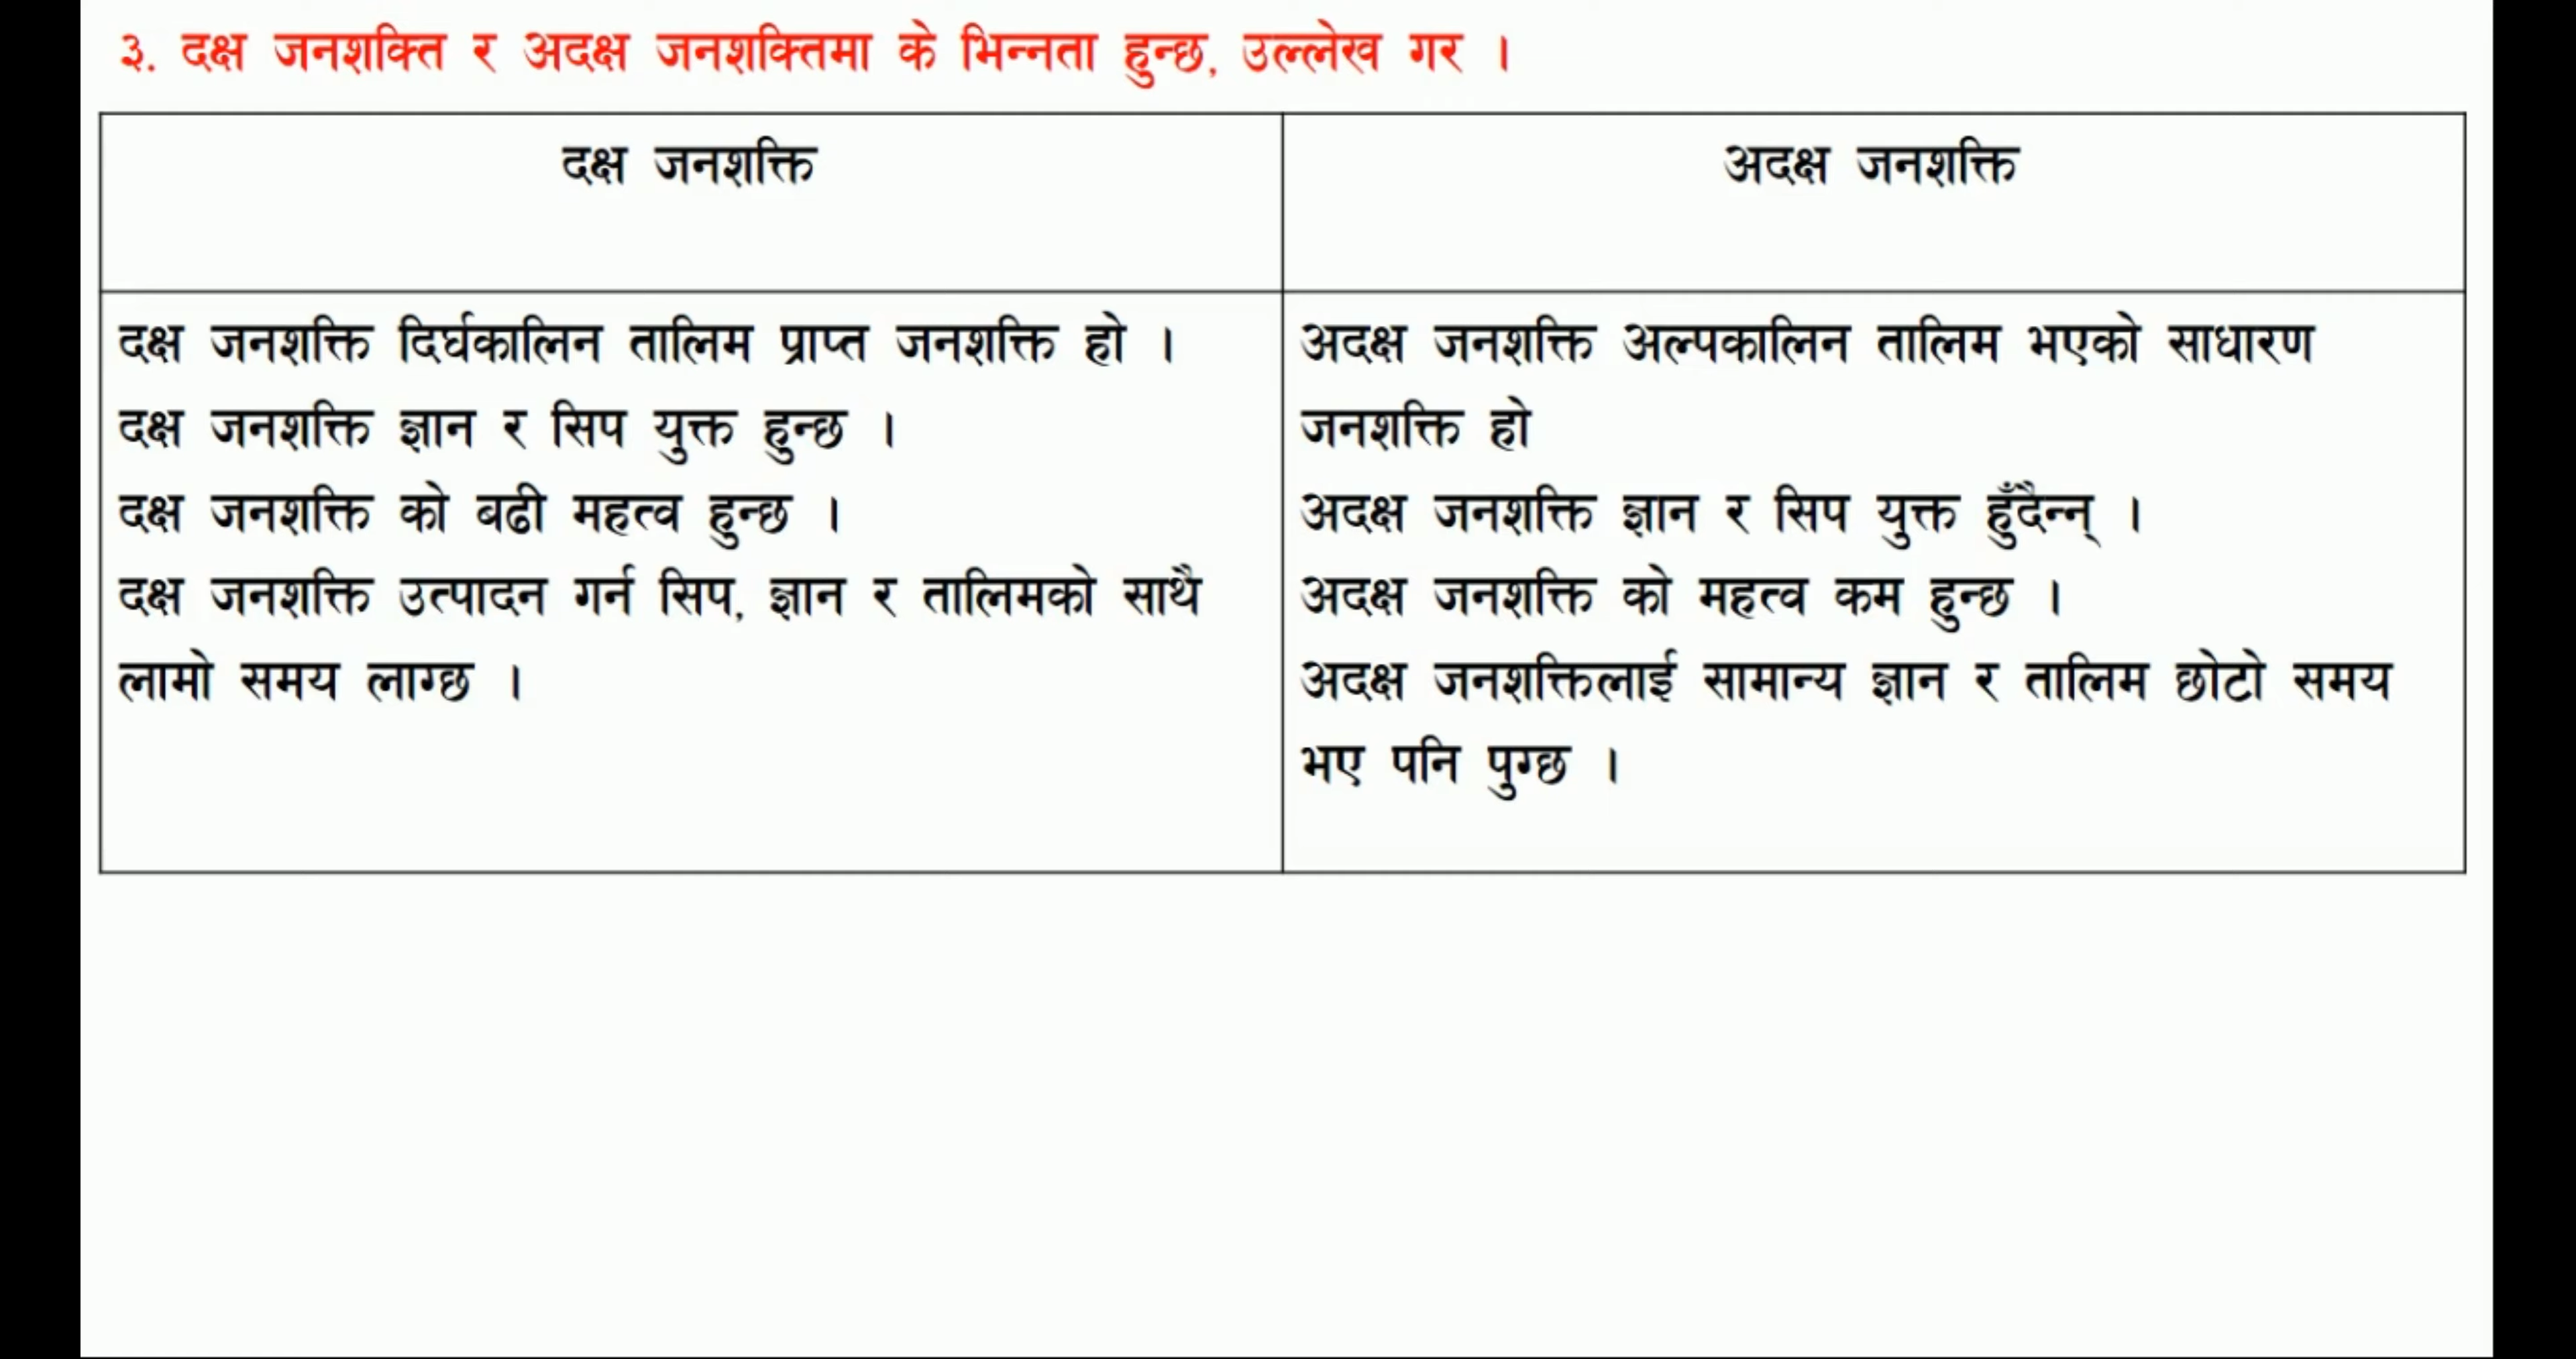 ३. दक्ष जनशक्ति र अदक्ष जनशक्तिमा के भिन्नता हुन्छ, उल्लेख गर ।
दक्ष जनशक्ति
अदक्ष जनशक्ति
दक्ष जनशक्ति दिर्घकालिन तालिम प्राप्त जनशक्ति हो ।
दक्ष जनशक्ति ज्ञान र सिप युक्त हुन्छ ।
दक्ष जनशक्ति को बढी महत्व हुन्छ ।
दक्ष जनशक्ति उत्पादन गर्न सिप, ज्ञान र तालिमको साथै
लामो समय लाग्छ ।
अदक्ष जनशक्ति अल्पकालिन तालिम भएको साधारण
जनशक्ति हो
अदक्ष जनशक्ति ज्ञान र सिप युक्त हुँदैन्न् ।
अदक्ष जनशक्ति को महत्व कम हुन्छ ।
अदक्ष जनशक्तिलाई सामान्य ज्ञान र तालिम छोटो समय
भए पनि पुग्छ ।